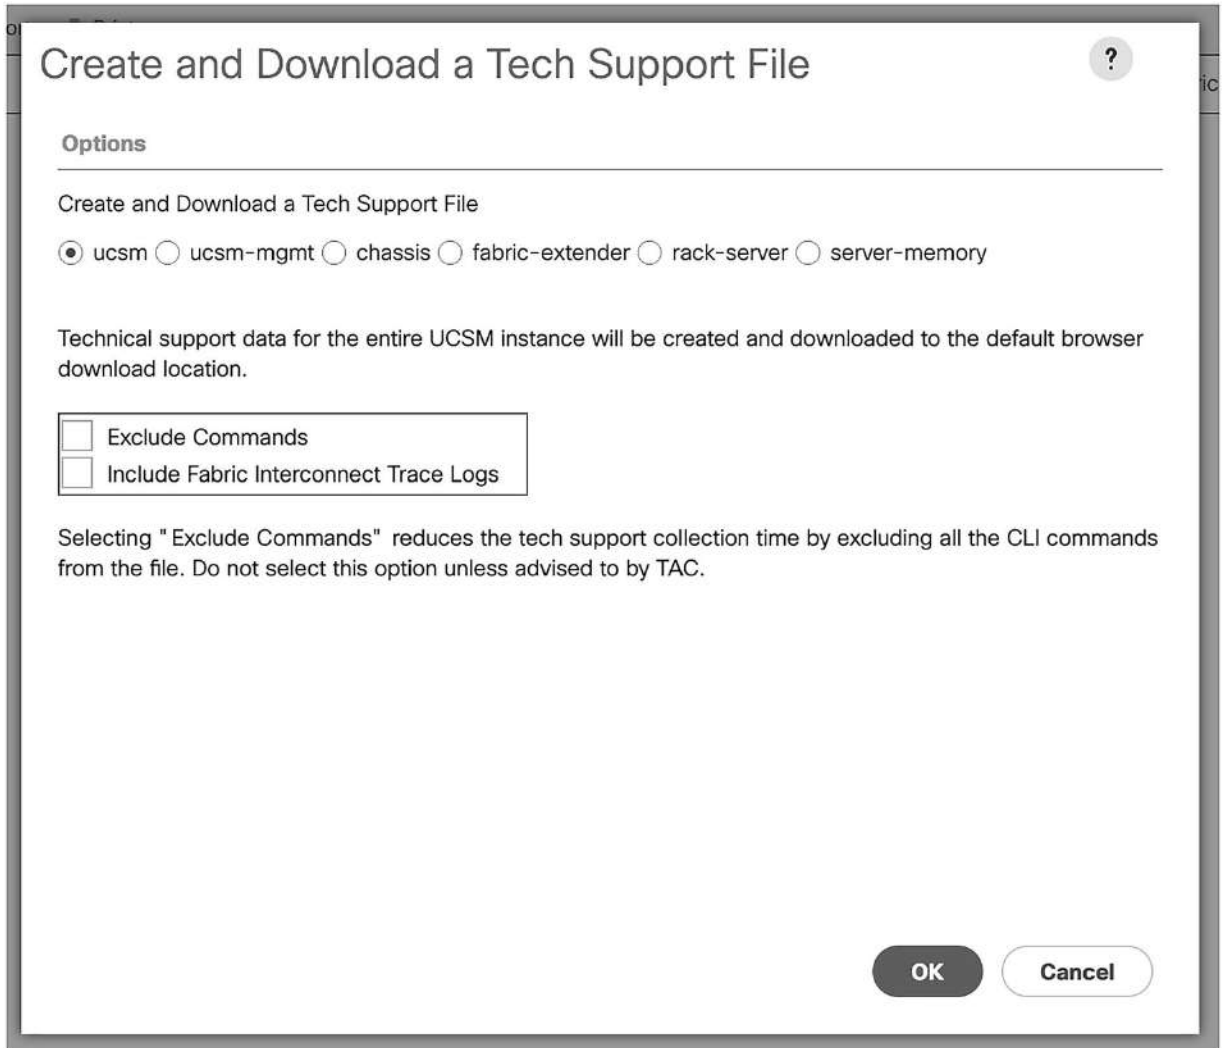 Create and Download a Tech Support File
?
Options
Create and Download a Tech Support File
ucsm ucsm-mgmt chassis fabric-extender rack-server server-memory
Technical support data for the entire UCSM instance will be created and downloaded to the default browser
download location.
Exclude Commands
Include Fabric Interconnect Trace Logs
Selecting "Exclude Commands" reduces the tech support collection time by excluding all the CLI commands
from the file. Do not select this option unless advised to by TAC.
OK Cancel